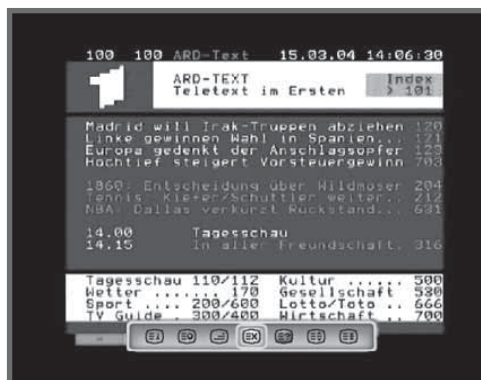 100 100 ARD-Text 15.03.04 14:06:30
ARD-TEXT Index
Teletext im Ersten > 101
Madrid will Irak-Truppen abziehen 120
Linke gewinnen Wahl in Spanien... 121
Europa gedenkt der Anschlagsopfer 123
Hochtief steigert Vorsteuergewinn 703
1860: Entscheidung über Wildmoser 204
Tennis: Kiefer/Schüttler weiter.. 212
NBA: Dallas verkürzt Rückstand... 631
14.00 Tagesschau
14.15 In aller Freundschaft. 316
Tagesschau 110/112 Kultur ...... 500
Wetter ....... 170 Gesellschaft 530
Sport .... 200/600 Lotto/Toto .. 666
TV Guide . 300/400 Wirtschaft .. 700